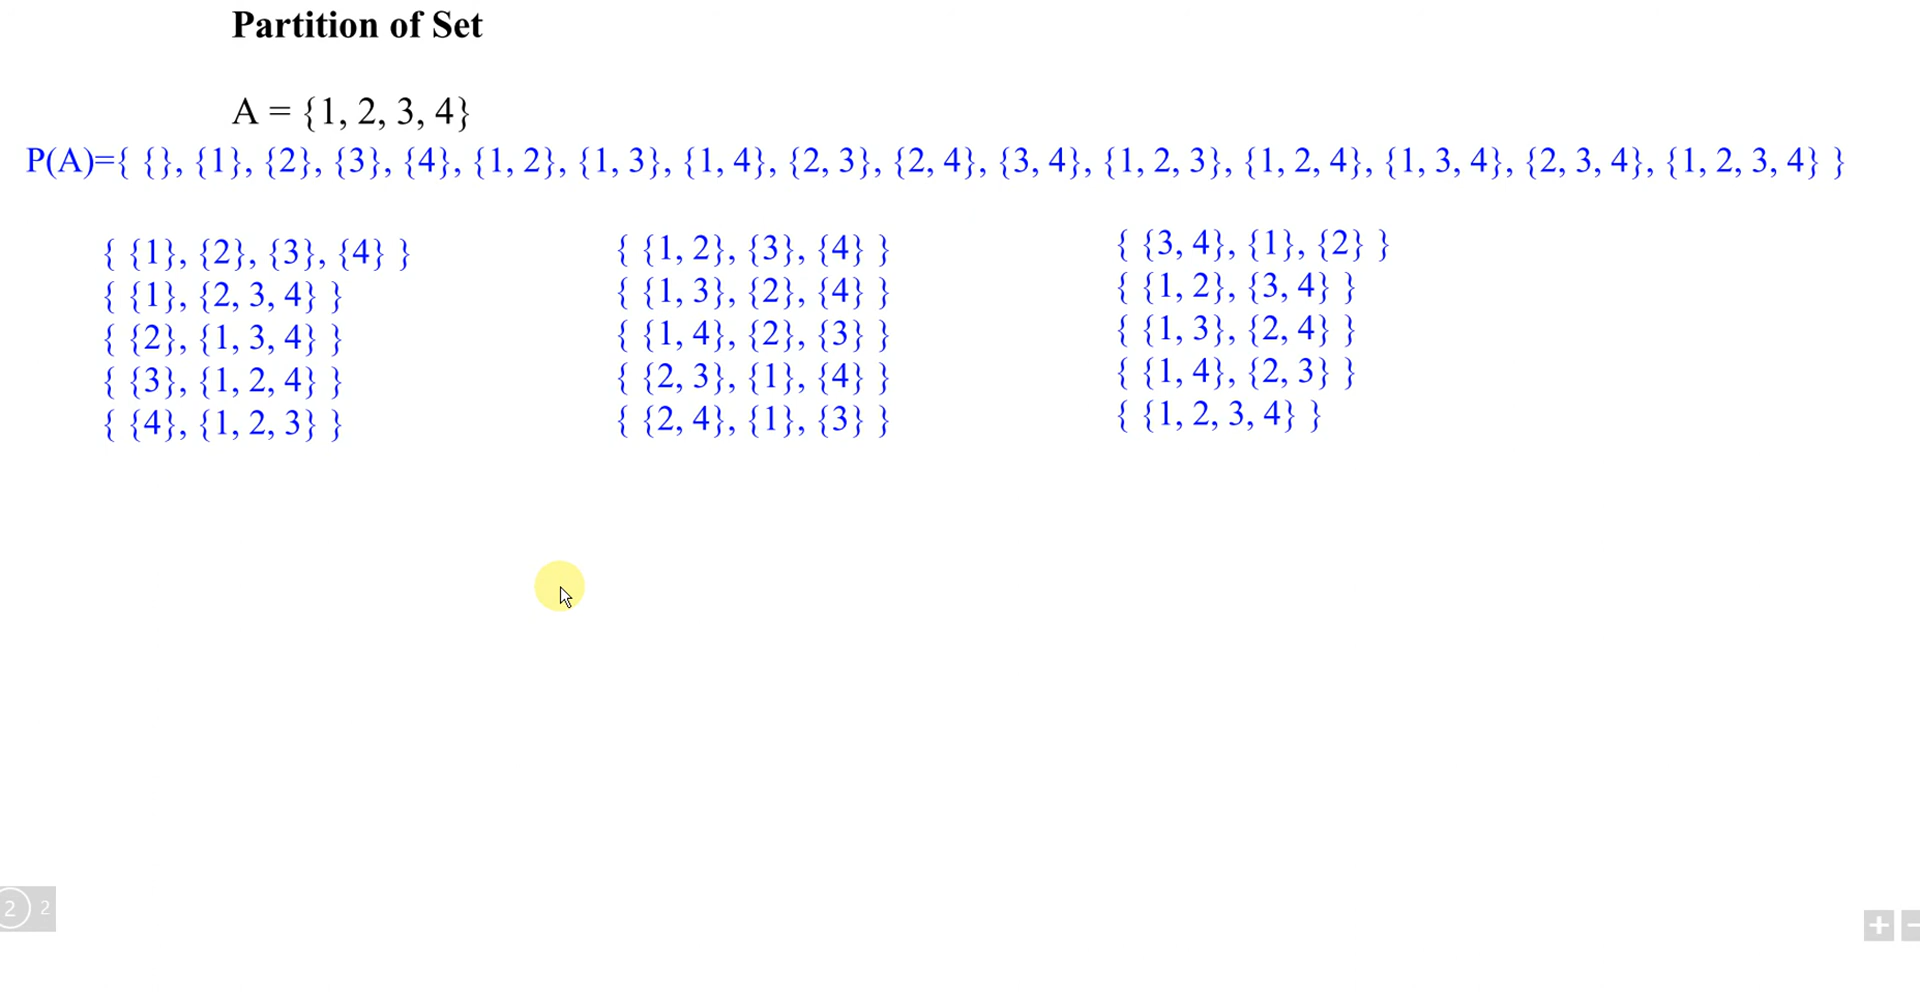 Partition of Set
A = {1, 2, 3, 4}
P(A)={ {}, {1}, {2}, {3}, {4}, {1, 2}, {1, 3}, {1, 4}, {2, 3}, {2, 4}, {3, 4}, {1, 2, 3}, {1, 2, 4}, {1, 3, 4}, {2, 3, 4}, {1, 2, 3, 4} }
{ {1}, {2}, {3}, {4} }
{ {1}, {2, 3, 4} }
{ {2}, {1, 3, 4} }
{ {3}, {1, 2, 4} }
{ {4}, {1, 2, 3} }
{ {1, 2}, {3}, {4} }
{ {1, 3}, {2}, {4} }
{ {1, 4}, {2}, {3} }
{ {2, 3}, {1}, {4} }
{ {2, 4}, {1}, {3} }
{ {3, 4}, {1}, {2} }
{ {1, 2}, {3, 4} }
{ {1, 3}, {2, 4} }
{ {1, 4}, {2, 3} }
{ {1, 2, 3, 4} }
2 2
+ −